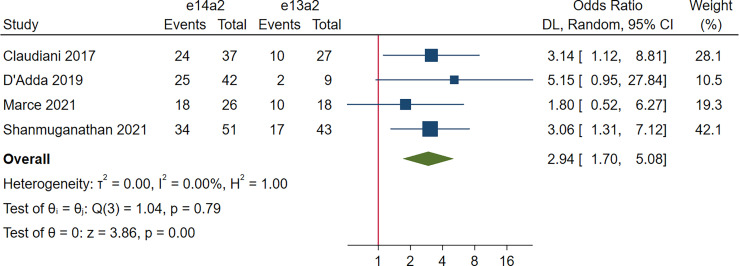 e14a2 e13a2 Odds Ratio Weight
Study Events Total Events Total DL, Random, 95% CI (%)
Claudiani 2017 24 37 10 27 3.14 [ 1.12, 8.81] 28.1
D'Adda 2019 25 42 2 9 5.15 [ 0.95, 27.84] 10.5
Marce 2021 18 26 10 18 1.80 [ 0.52, 6.27] 19.3
Shanmuganathan 2021 34 51 17 43 3.06 [ 1.31, 7.12] 42.1
Overall 2.94 [ 1.70, 5.08]
Heterogeneity: τ² = 0.00, I² = 0.00%, H² = 1.00
Test of θᵢ = θⱼ: Q(3) = 1.04, p = 0.79
Test of θ = 0: z = 3.86, p = 0.00
1 2 4 8 16